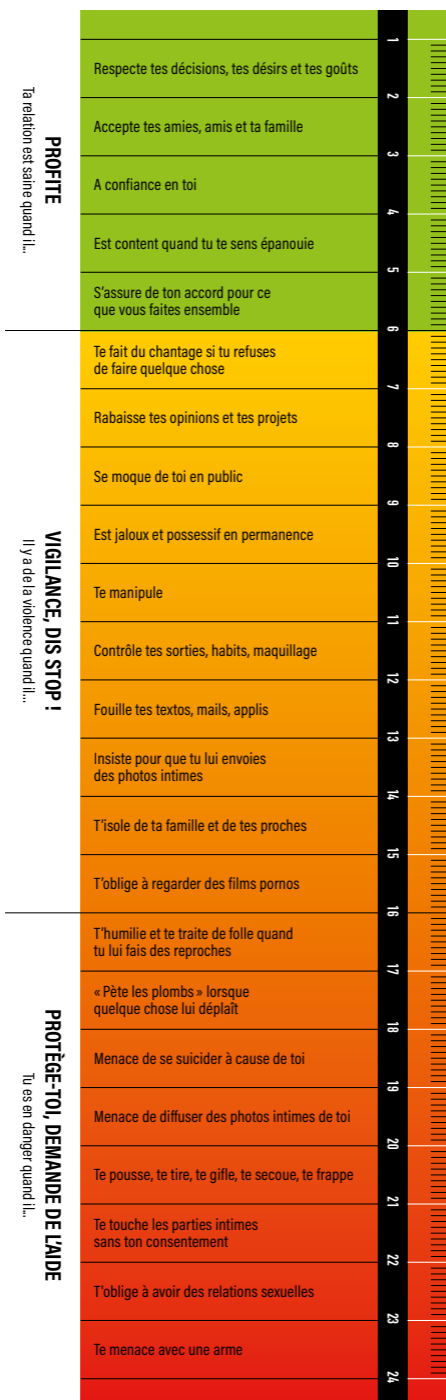 PROFITE
Ta relation est saine quand il...
1
Respecte tes décisions, tes désirs et tes goûts
2
Accepte tes amies, amis et ta famille
3
A confiance en toi
4
Est content quand tu te sens épanouie
5
S'assure de ton accord pour ce
que vous faites ensemble
6
VIGILANCE, DIS STOP !
Il y a de la violence quand il...
Te fait du chantage si tu refuses
de faire quelque chose
7
Rabaisse tes opinions et tes projets
8
Se moque de toi en public
9
Est jaloux et possessif en permanence
10
Te manipule
11
Contrôle tes sorties, habits, maquillage
12
Fouille tes textos, mails, applis
13
Insiste pour que tu lui envoies
des photos intimes
14
T'isole de ta famille et de tes proches
15
T'oblige à regarder des films pornos
16
PROTÈGE-TOI, DEMANDE DE L'AIDE
Tu es en danger quand il...
T'humilie et te traite de folle quand
tu lui fais des reproches
17
« Pète les plombs » lorsque
quelque chose lui déplaît
18
Menace de se suicider à cause de toi
19
Menace de diffuser des photos intimes de toi
20
Te pousse, te tire, te gifle, te secoue, te frappe
21
Te touche les parties intimes
sans ton consentement
22
T'oblige à avoir des relations sexuelles
23
Te menace avec une arme
24